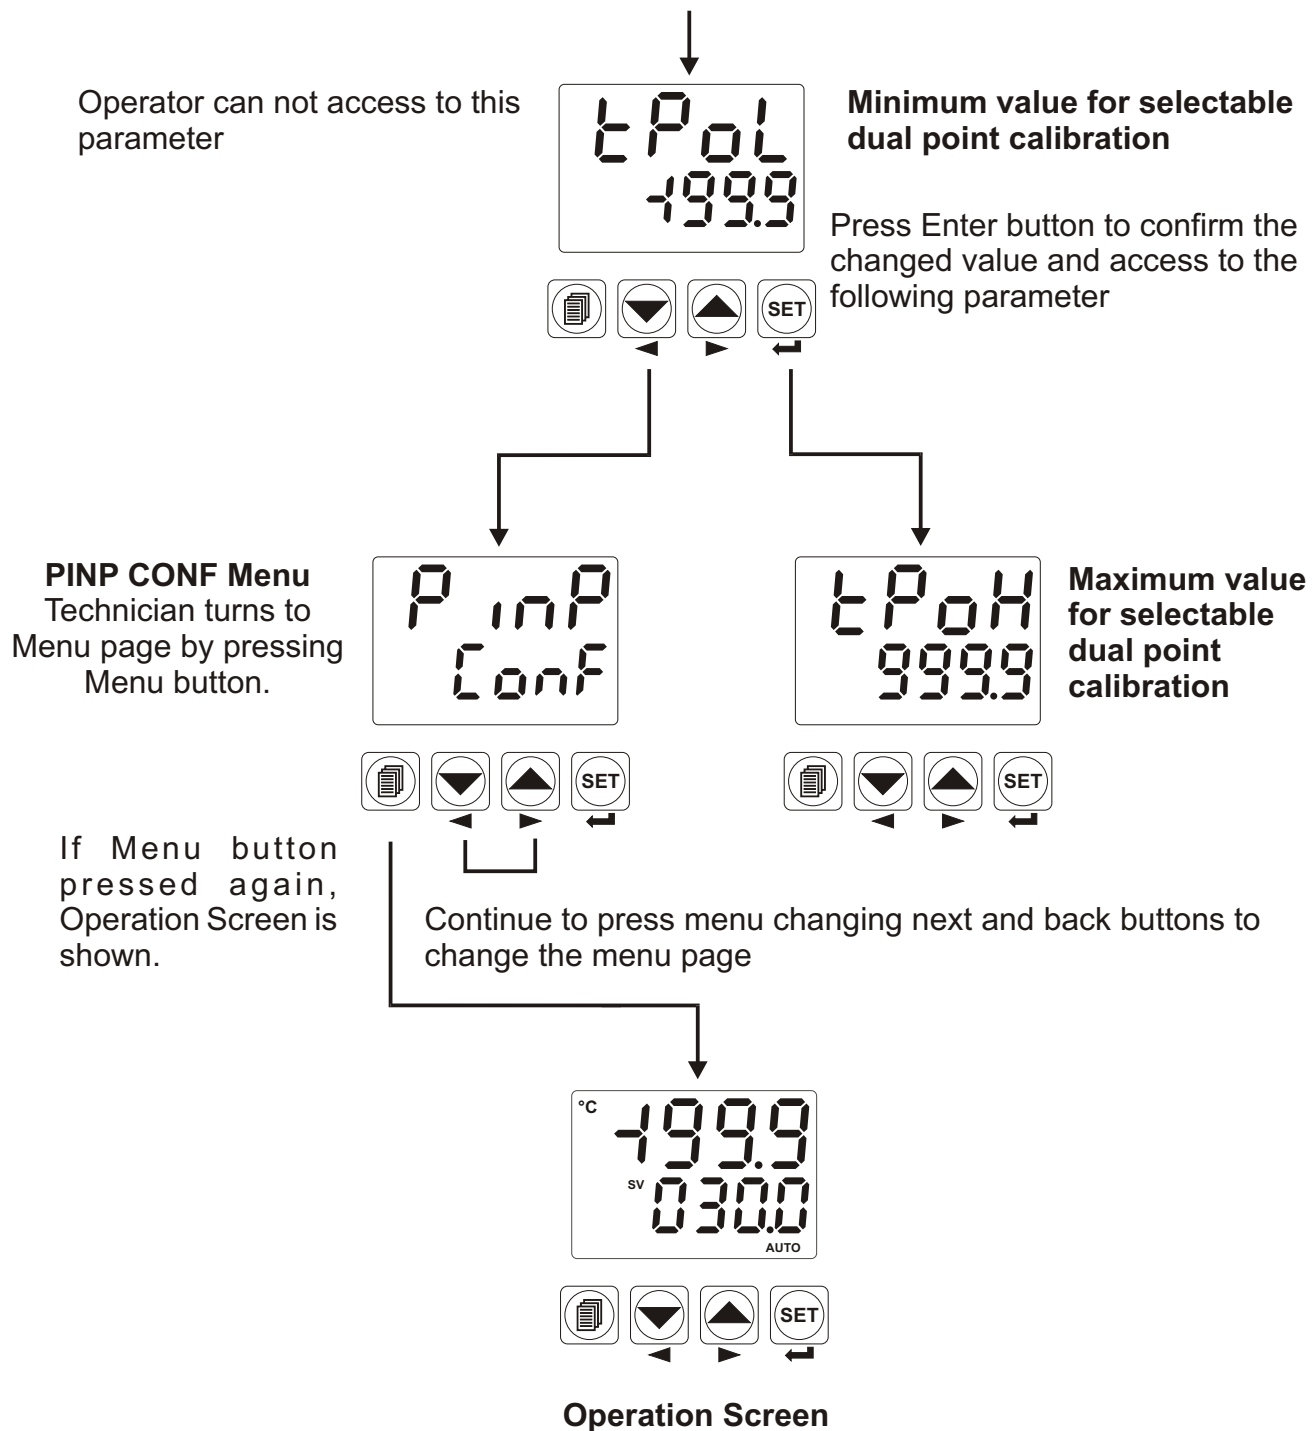 Operator can not access to this
parameter
tPoL
-199.9
Minimum value for selectable
dual point calibration
Press Enter button to confirm the
changed value and access to the
following parameter
SET
PINP CONF Menu
Technician turns to
Menu page by pressing
Menu button.
PinP
ConF
SET
tPoH
999.9
SET
Maximum value
for selectable
dual point
calibration
If Menu button
pressed again,
Operation Screen is
shown.
Continue to press menu changing next and back buttons to
change the menu page
°C -199.9
SV 030.0
AUTO
SET
Operation Screen